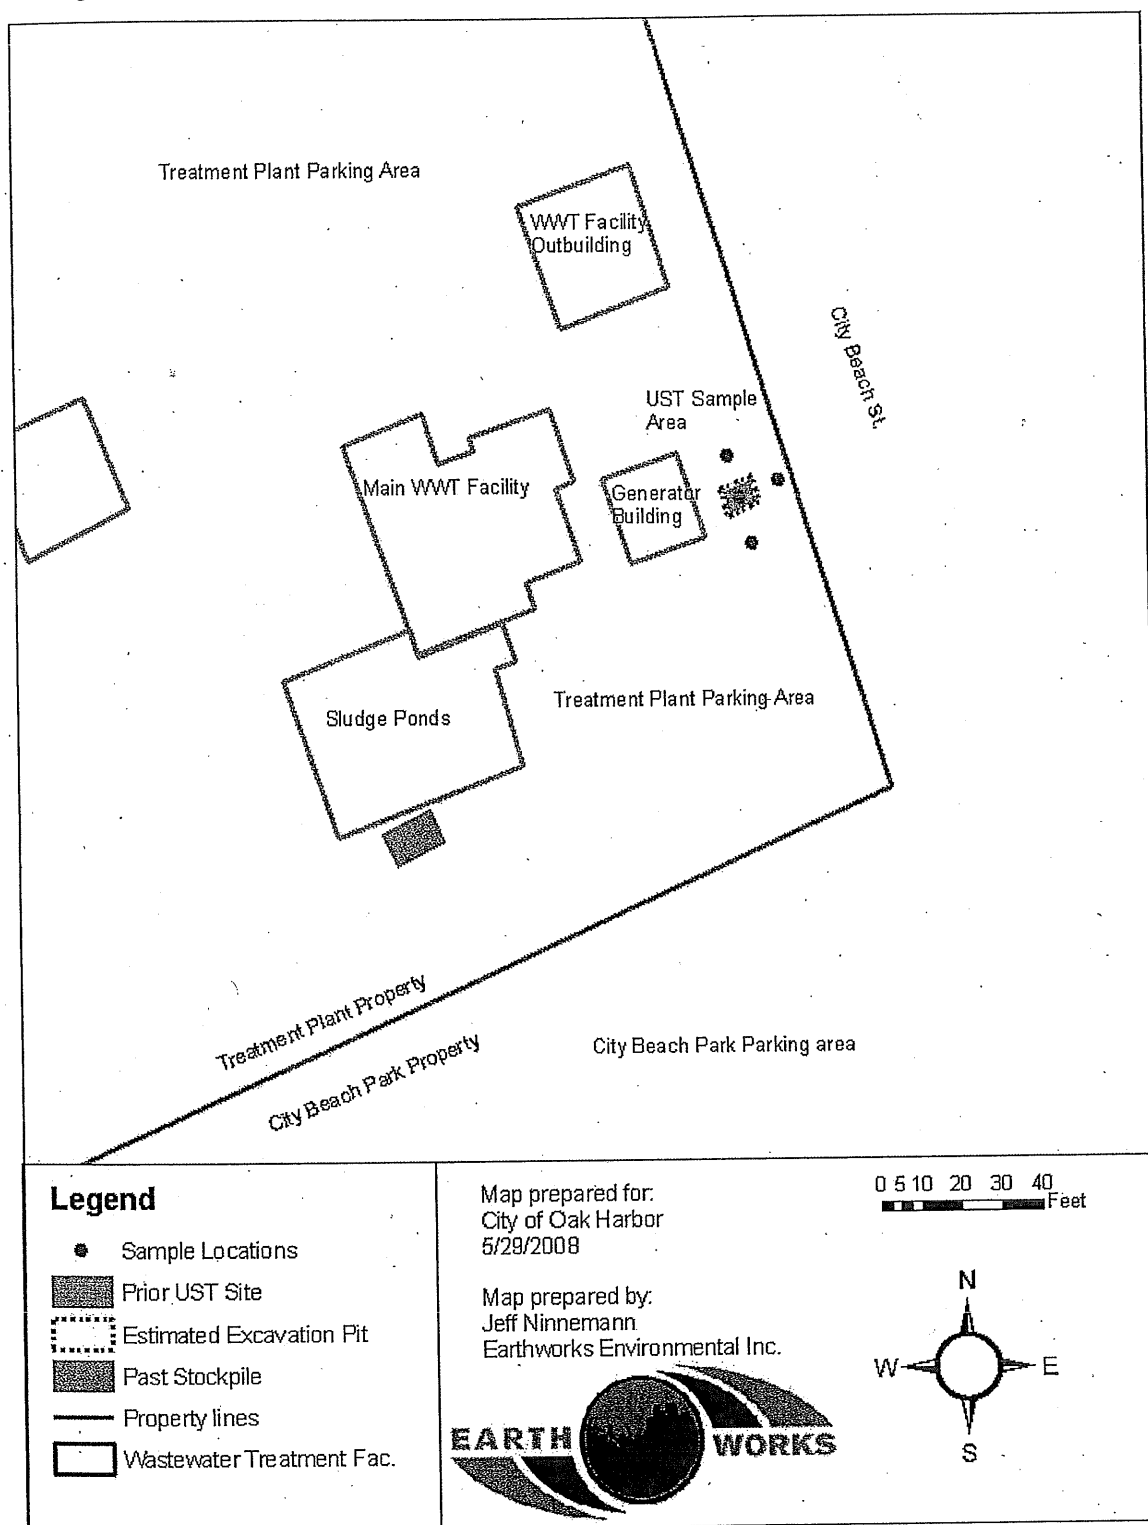 Treatment Plant Parking Area
WWT Facility
Outbuilding
City Beach St.
UST Sample
Area
Main WWT Facility
Generator
Building
Treatment Plant Parking Area
Sludge Ponds
Treatment Plant Property
City Beach Park Property
City Beach Park Parking area
Legend
Sample Locations
Prior UST Site
Estimated Excavation Pit
Past Stockpile
Property lines
Wastewater Treatment Fac.
Map prepared for:
City of Oak Harbor
5/29/2008
Map prepared by:
Jeff Ninnemann
Earthworks Environmental Inc.
EARTH WORKS
0 5 10 20 30 40
Feet
N
W E
S